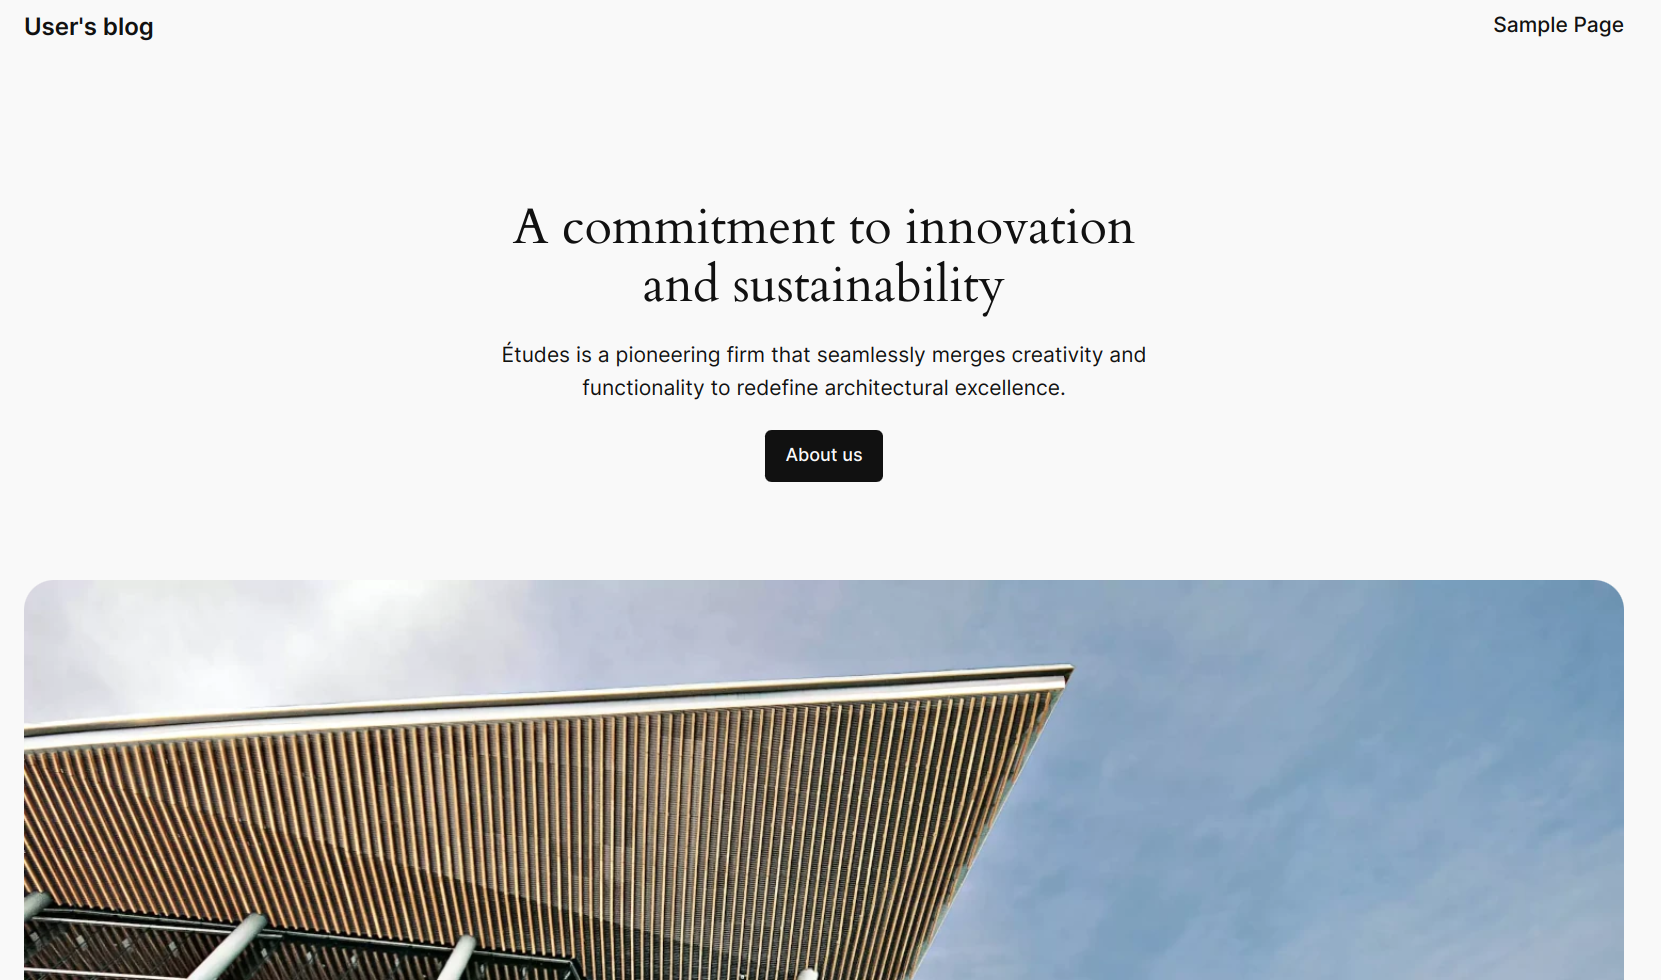 User's blog
Sample Page
A commitment to innovation
and sustainability
Études is a pioneering firm that seamlessly merges creativity and
functionality to redefine architectural excellence.
About us